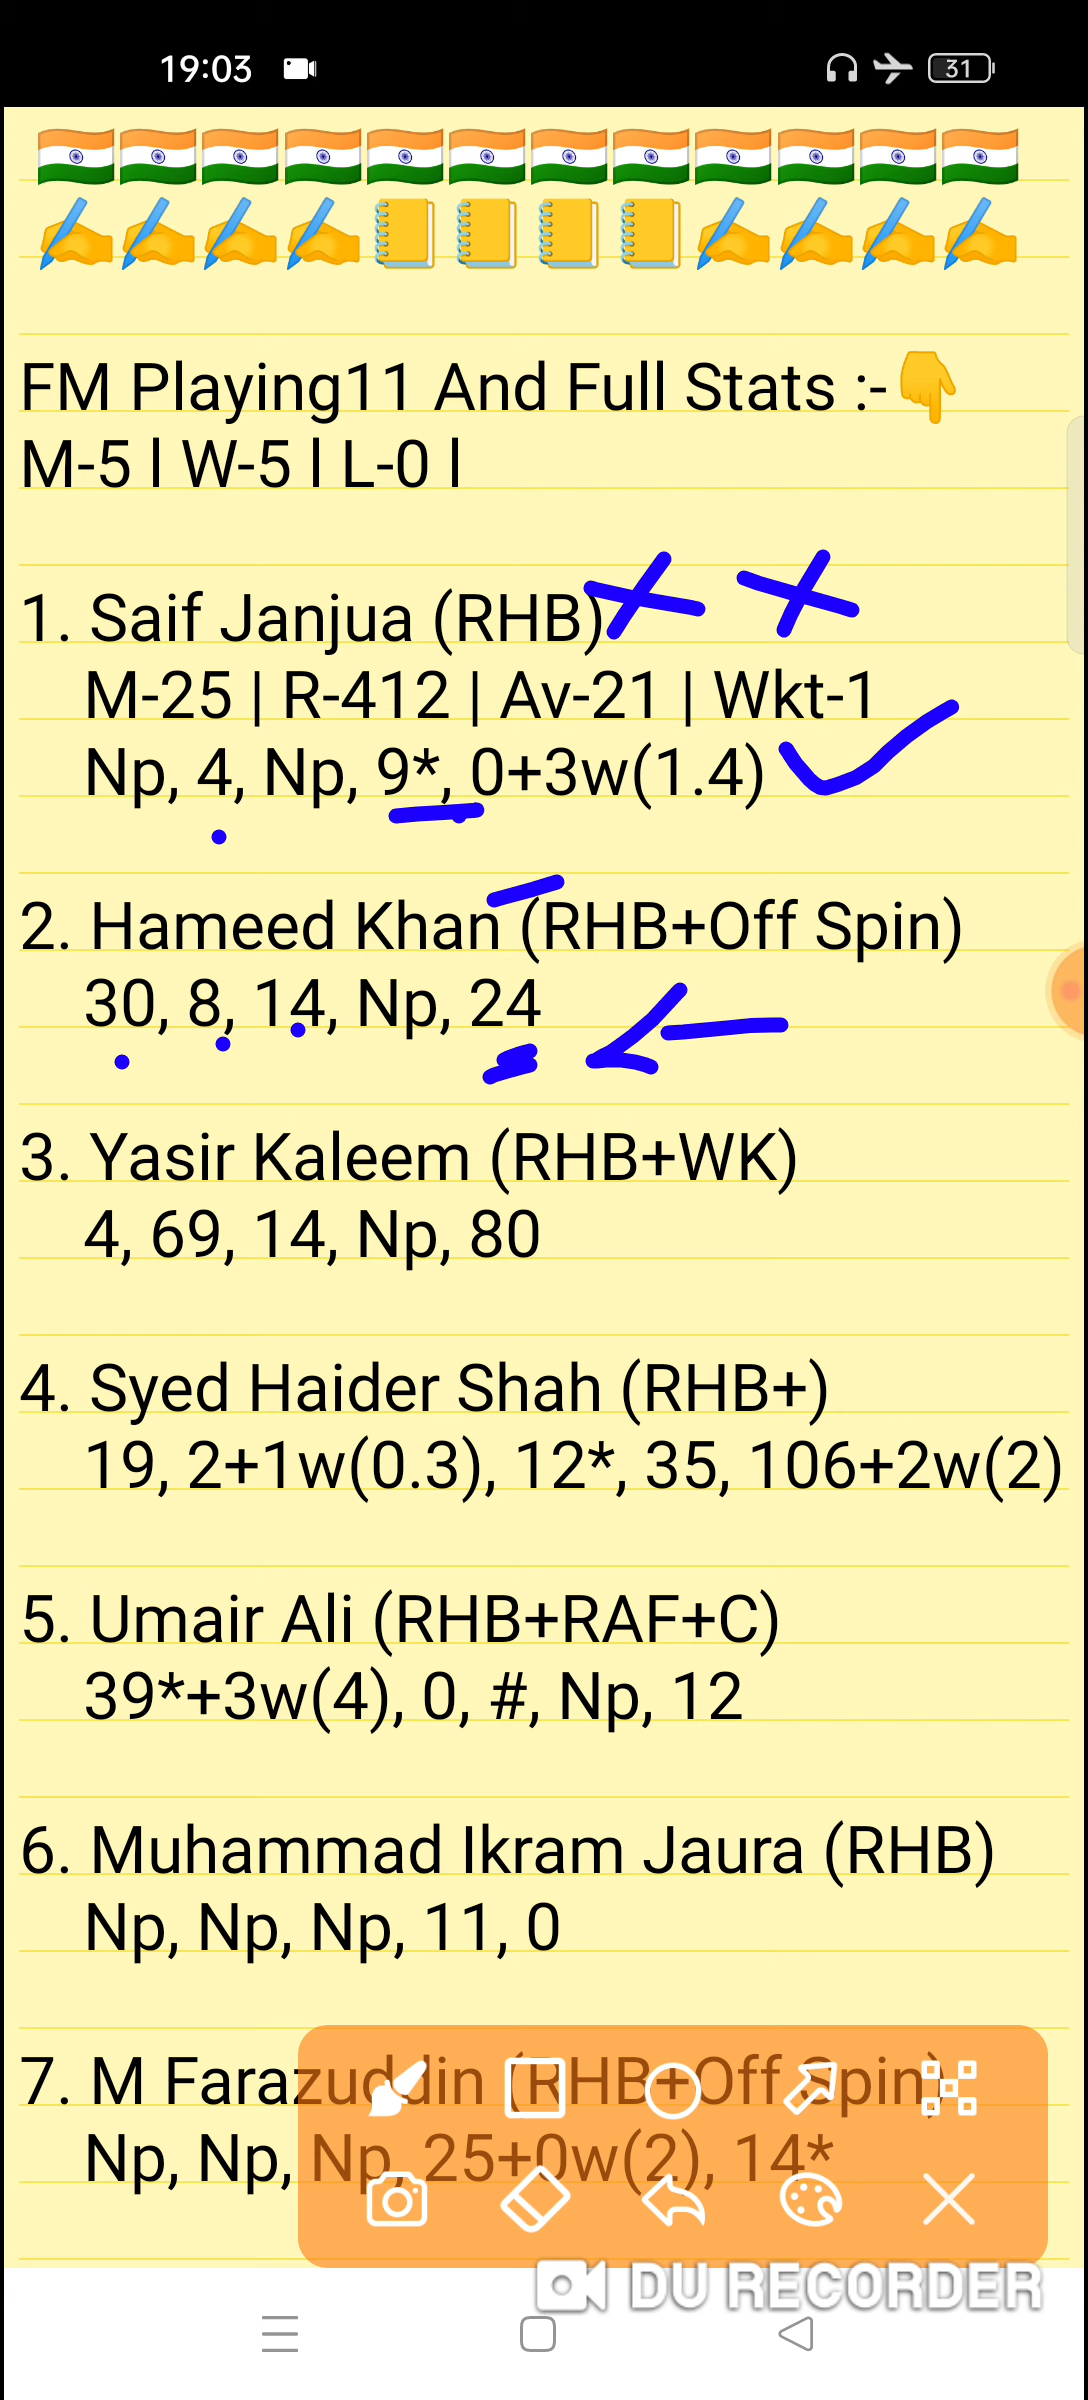 19:03 31
🇮🇳🇮🇳🇮🇳🇮🇳🇮🇳🇮🇳🇮🇳🇮🇳🇮🇳🇮🇳🇮🇳🇮🇳
✍️✍️✍️✍️📒📒📒📒✍️✍️✍️✍️
FM Playing11 And Full Stats :-👇
M-5 l W-5 l L-0 l
1. Saif Janjua (RHB)
M-25 | R-412 | Av-21 | Wkt-1
Np, 4, Np, 9*, 0+3w(1.4)
2. Hameed Khan (RHB+Off Spin)
30, 8, 14, Np, 24
3. Yasir Kaleem (RHB+WK)
4, 69, 14, Np, 80
4. Syed Haider Shah (RHB+)
19, 2+1w(0.3), 12*, 35, 106+2w(2)
5. Umair Ali (RHB+RAF+C)
39*+3w(4), 0, #, Np, 12
6. Muhammad Ikram Jaura (RHB)
Np, Np, Np, 11, 0
7. M Farazuddin (RHB+Off Spin)
Np, Np, Np, 25+0w(2), 14*
DU RECORDER